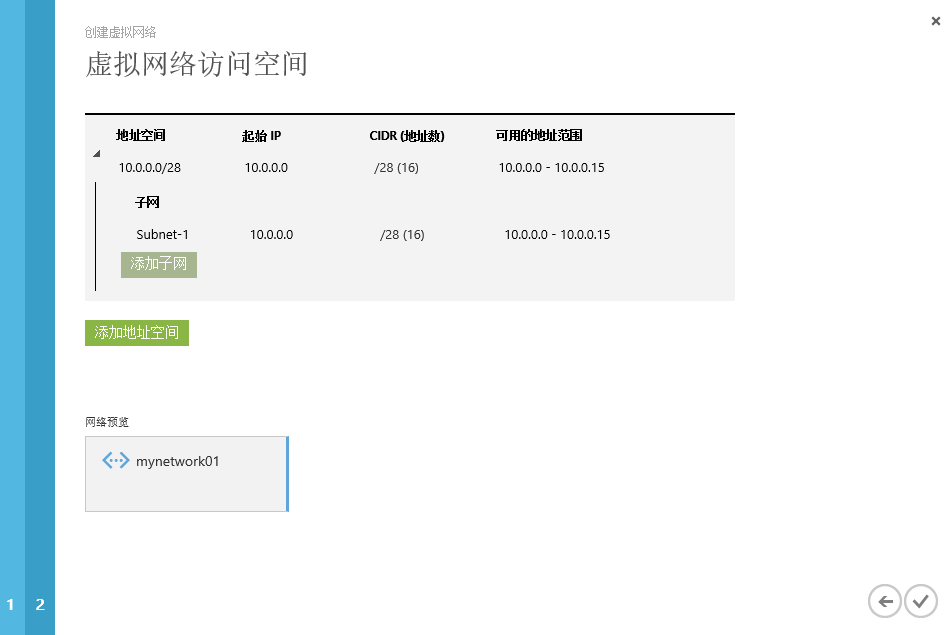 创建虚拟网络
虚拟网络访问空间
地址空间 起始 IP CIDR (地址数) 可用的地址范围
10.0.0.0/28 10.0.0.0 /28 (16) 10.0.0.0 - 10.0.0.15
子网
Subnet-1 10.0.0.0 /28 (16) 10.0.0.0 - 10.0.0.15
添加子网
添加地址空间
网络预览
mynetwork01
1 2